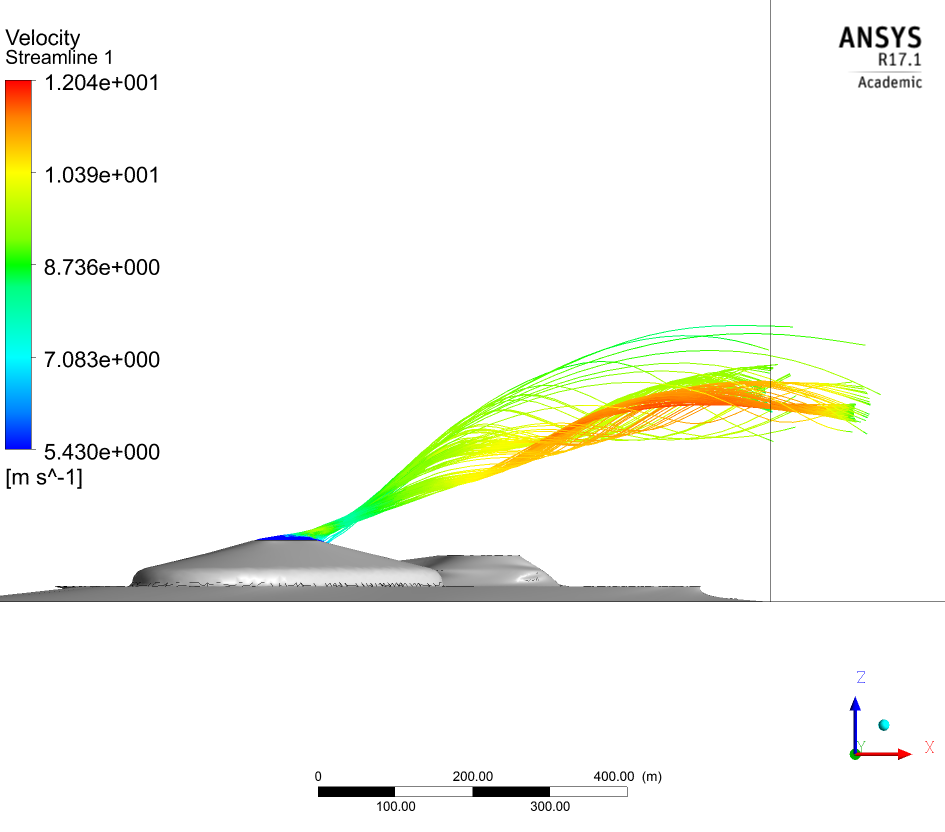 Velocity
Streamline 1
1.204e+001
1.039e+001
8.736e+000
7.083e+000
5.430e+000
[m s^-1]
ANSYS
R17.1
Academic
Z
Y
X
0 200.00 400.00 (m)
100.00 300.00